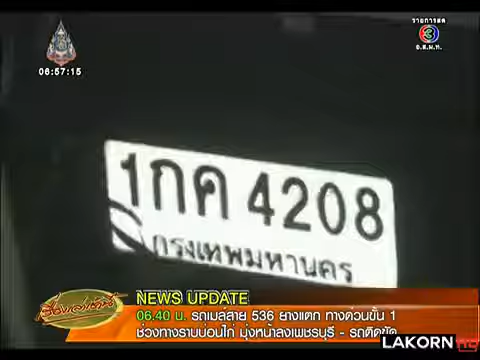 รายการสด
3
อ.ส.ม.ท.
06:57:15
1กค 4208
กรุงเทพมหานคร
เรื่องเล่าเช้านี้
NEWS UPDATE
06.40 น. รถเมล์สาย 536 ยางแตก ทางด่วนขั้น 1
ช่วงทางราบบ่อนไก่ มุ่งหน้าลงเพชรบุรี - รถติดขัด
LAKORNHD